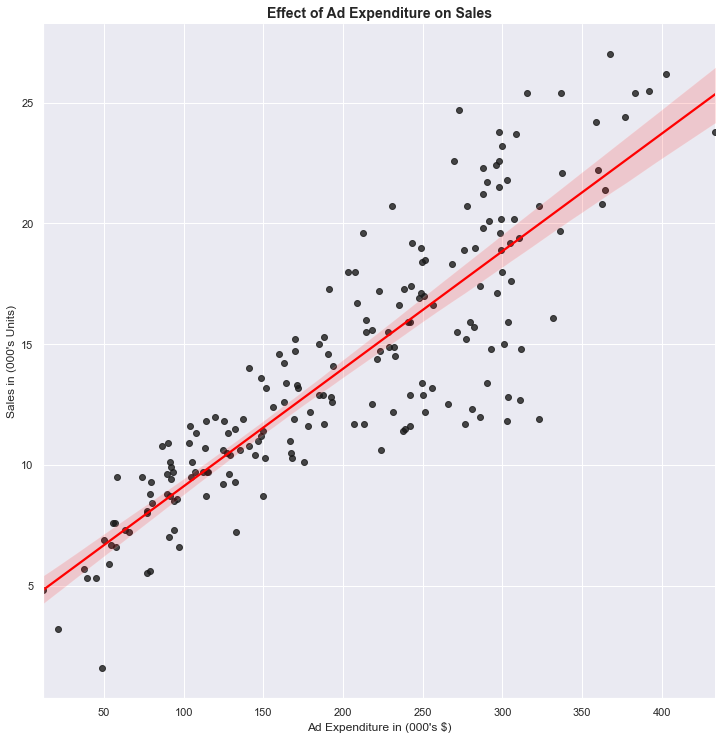 Effect of Ad Expenditure on Sales
25
20
15
10
5
Sales in (000's Units)
50 100 150 200 250 300 350 400
Ad Expenditure in (000's $)